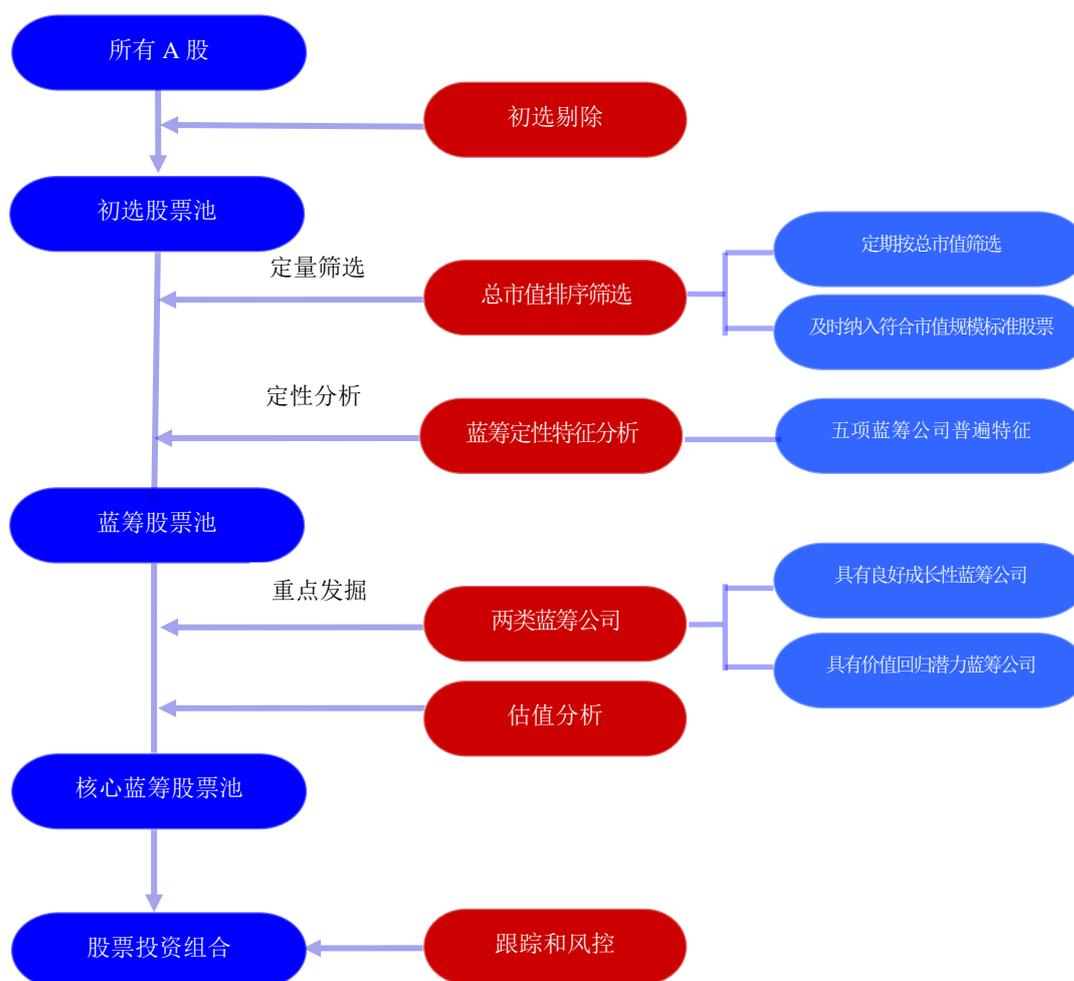 所有 A 股
初选剔除
初选股票池
定量筛选
总市值排序筛选
定期按总市值筛选
及时纳入符合市值规模标准股票
定性分析
蓝筹定性特征分析
五项蓝筹公司普遍特征
蓝筹股票池
重点发掘
两类蓝筹公司
具有良好成长性蓝筹公司
具有价值回归潜力蓝筹公司
估值分析
核心蓝筹股票池
股票投资组合
跟踪和风控